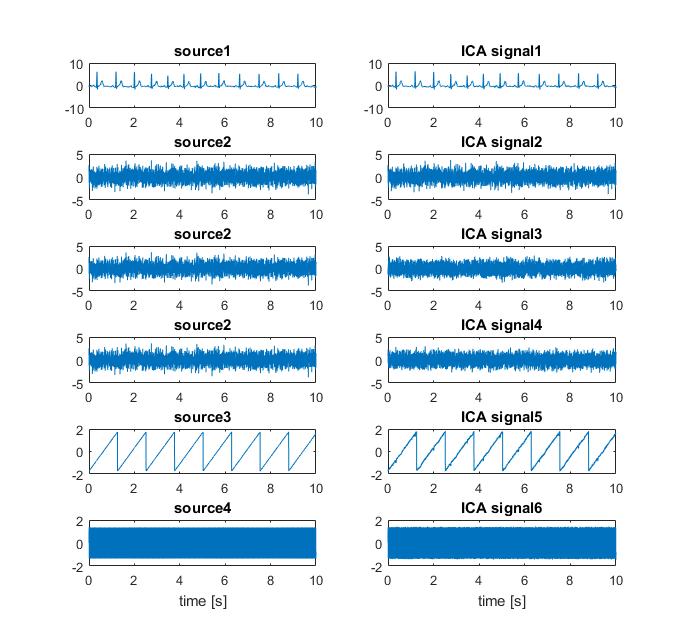 source1 ICA signal1
10 10
0 0
-10 -10
0 2 4 6 8 10 0 2 4 6 8 10
source2 ICA signal2
5 5
0 0
-5 -5
0 2 4 6 8 10 0 2 4 6 8 10
source2 ICA signal3
5 5
0 0
-5 -5
0 2 4 6 8 10 0 2 4 6 8 10
source2 ICA signal4
5 5
0 0
-5 -5
0 2 4 6 8 10 0 2 4 6 8 10
source3 ICA signal5
2 2
0 0
-2 -2
0 2 4 6 8 10 0 2 4 6 8 10
source4 ICA signal6
2 2
0 0
-2 -2
0 2 4 6 8 10 0 2 4 6 8 10
time [s] time [s]